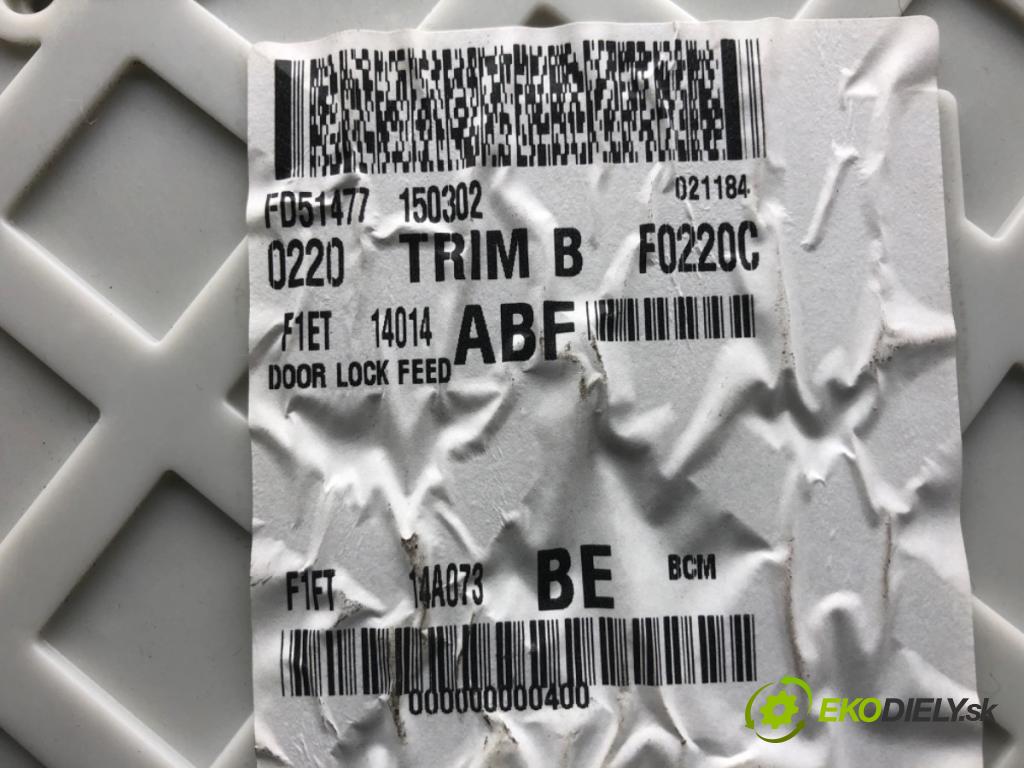 FD51477 150302 021184
0220 TRIM B F0220C
F1ET 14014 ABF
DOOR LOCK FEED
F1FT 14A073 BE BCM
000000000400
EKODIELY.sk